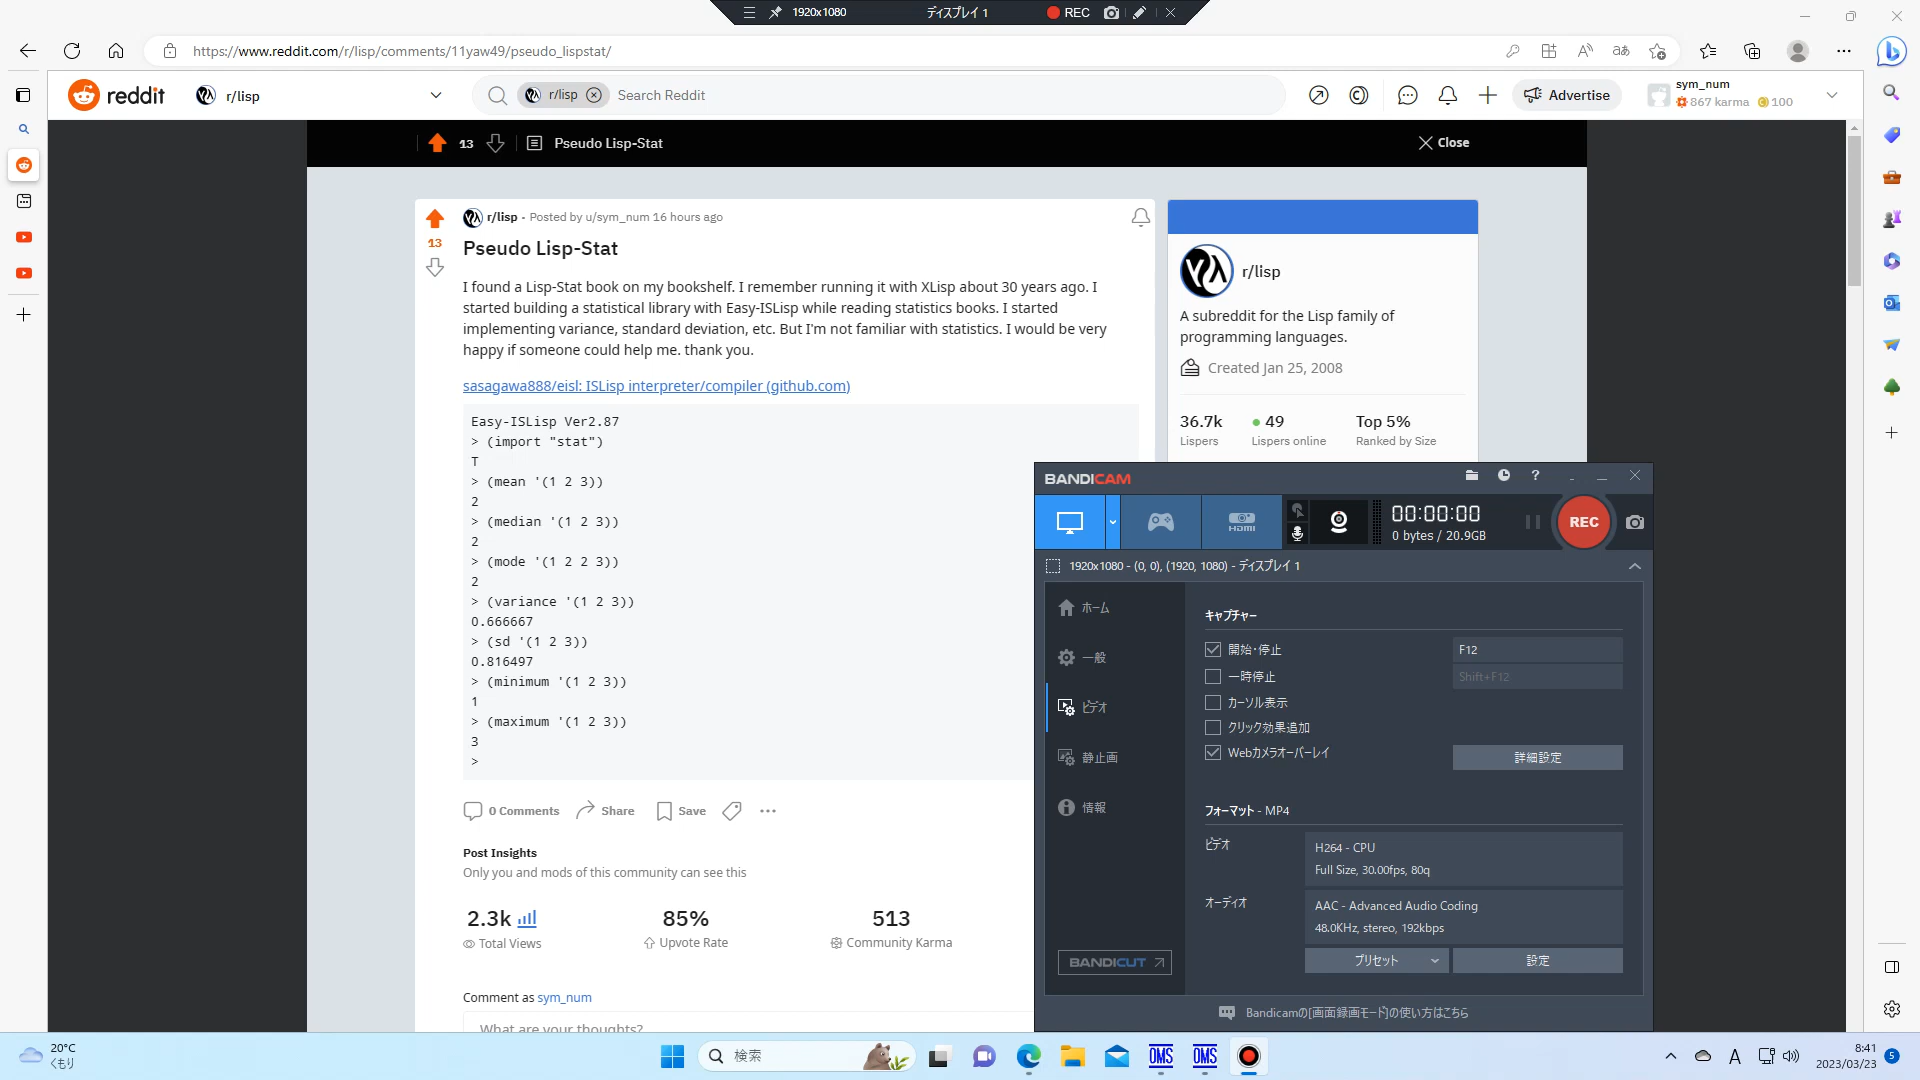 1920x1080
ディスプレイ 1
REC
https://www.reddit.com/r/lisp/comments/11yaw49/pseudo_lispstat/
reddit
r/lisp
r/lisp
Search Reddit
Advertise
sym_num
867 karma
100
13
Pseudo Lisp-Stat
Close
r/lisp · Posted by u/sym_num 16 hours ago
13
Pseudo Lisp-Stat
I found a Lisp-Stat book on my bookshelf. I remember running it with XLisp about 30 years ago. I
started building a statistical library with Easy-ISLisp while reading statistics books. I started
implementing variance, standard deviation, etc. But I'm not familiar with statistics. I would be very
happy if someone could help me. thank you.
sasagawa888/eisl: ISLisp interpreter/compiler (github.com)
Easy-ISLisp Ver2.87
> (import "stat")
T
> (mean '(1 2 3))
2
> (median '(1 2 3))
2
> (mode '(1 2 2 3))
2
> (variance '(1 2 3))
0.666667
> (sd '(1 2 3))
0.816497
> (minimum '(1 2 3))
1
> (maximum '(1 2 3))
3
>
0 Comments
Share
Save
Post Insights
Only you and mods of this community can see this
2.3k
Total Views
85%
Upvote Rate
513
Community Karma
Comment as sym_num
What are your thoughts?
r/lisp
A subreddit for the Lisp family of
programming languages.
Created Jan 25, 2008
36.7k
Lispers
49
Lispers online
Top 5%
Ranked by Size
BANDICAM
HDMI
00:00:00
0 bytes / 20.9GB
REC
1920x1080 - (0, 0), (1920, 1080) - ディスプレイ 1
ホーム
一般
ビデオ
静止画
情報
BANDICUT
キャプチャー
開始・停止
F12
一時停止
Shift+F12
カーソル表示
クリック効果追加
Webカメラオーバーレイ
詳細設定
フォーマット - MP4
ビデオ
H264 - CPU
Full Size, 30.00fps, 80q
オーディオ
AAC - Advanced Audio Coding
48.0KHz, stereo, 192kbps
プリセット
設定
Bandicamの[画面録画モード]の使い方はこちら
20°C
くもり
検索
OMS
OMS
A
8:41
2023/03/23
5